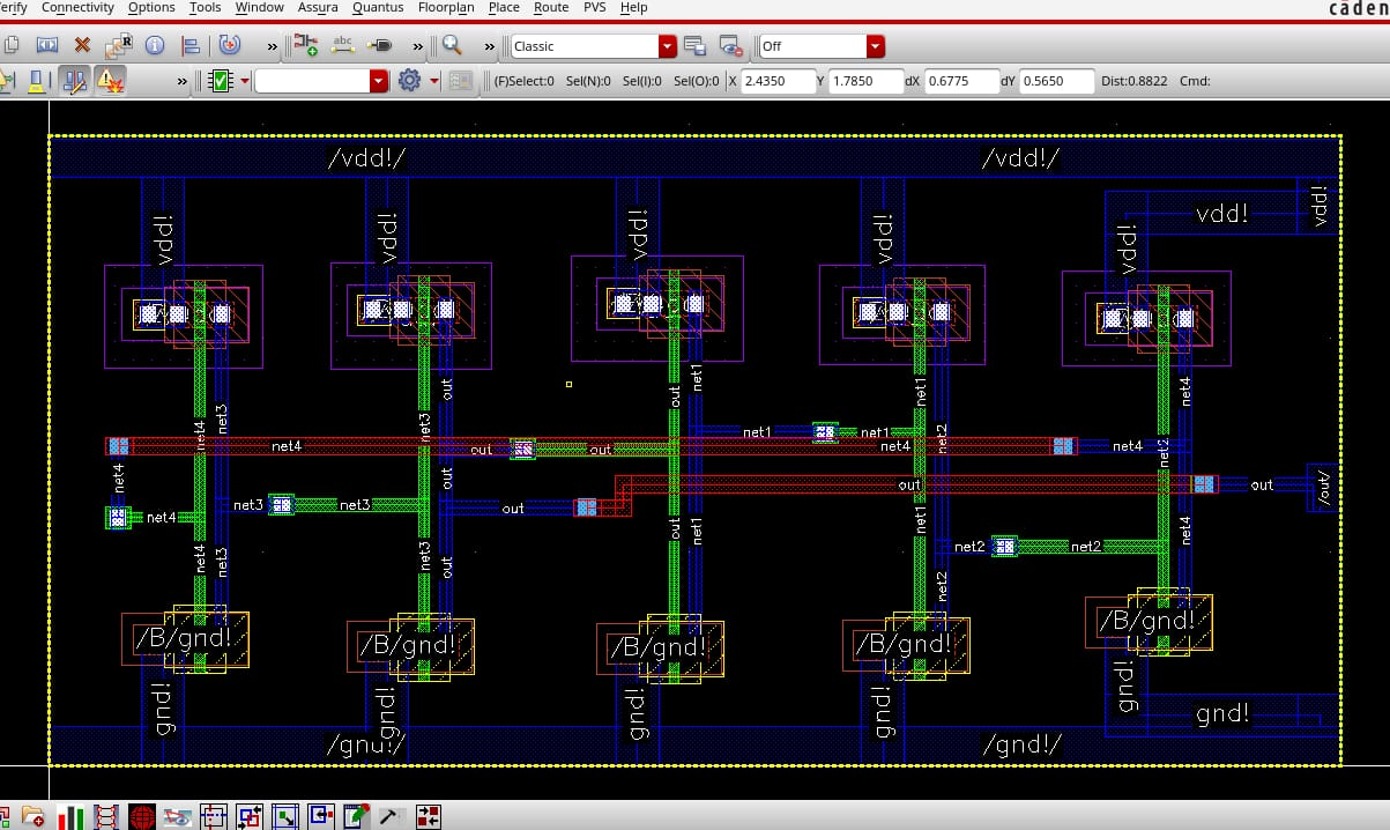 erify Connectivity Options Tools Window Assura Quantus Floorplan Place Route PVS Help cāden
R abc Classic Off
(F)Select:0 Sel(N):0 Sel(I):0 Sel(O):0 X 2.4350 Y 1.7850 dX 0.6775 dY 0.5650 Dist:0.8822 Cmd:
/vdd!/ /vdd!/
vdd! vdd! vdd! vdd! vdd! vdd! vdd!
out out net1 net1 net4
net4 net3 net3 net1 net1 net2 net2
net4 out out net4 net4
net4 out out out
net4 net3 net3 out net1 net4
net4 net3 net3 out out net1 net1 net2 net2
net2
/B/gnd! /B/gnd! /B/gnd! /B/gnd! /B/gnd!
gnd! gnd! gnd! gnd! gnd! gnd!
/gnd!/ /gnd!/
/out/